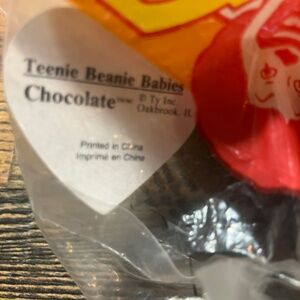 Teenie Beanie Babies
Chocolate™ © Ty Inc.
Oakbrook, IL
Printed in China
Imprimé en Chine